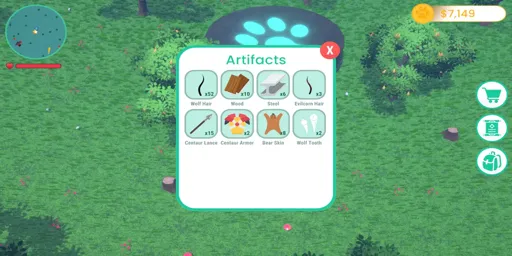 $7,149
Artifacts
X
x52
x10
x6
x2
Wolf Hair
Wood
Steel
Evilcorn Hair
x15
x2
x8
x2
Centaur Lance
Centaur Armor
Bear Skin
Wolf Tooth